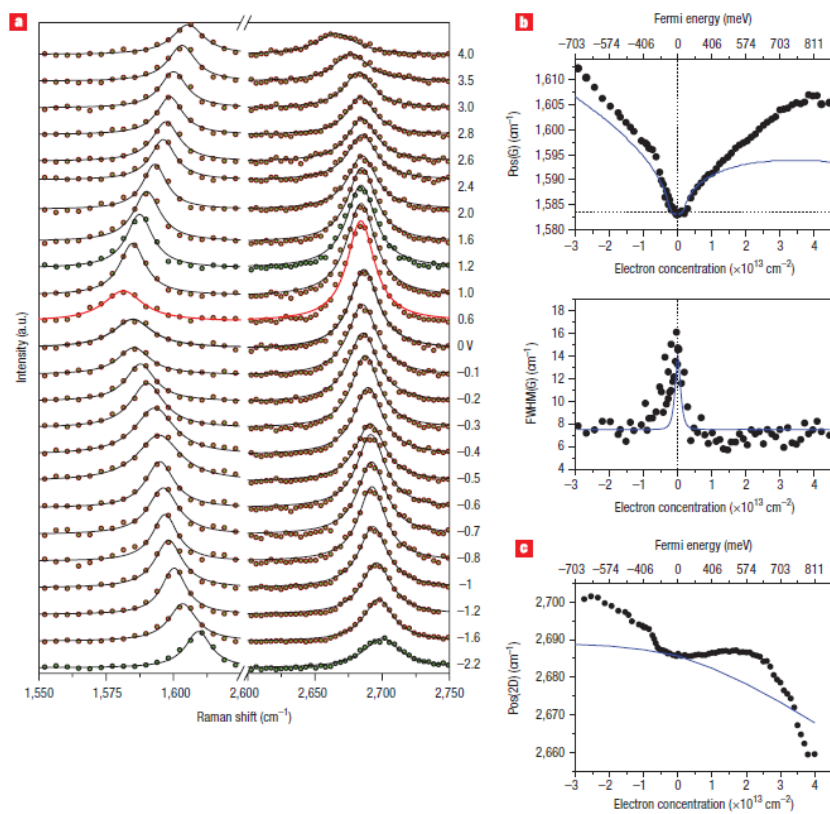 a
4.0
3.5
3.0
2.8
2.6
2.4
2.0
1.6
1.2
1.0
0.6
0 V
−0.1
−0.2
−0.3
−0.4
−0.5
−0.6
−0.7
−0.8
−1
−1.2
−1.6
−2.2
Intensity (a.u.)
1,550 1,575 1,600 2,600 2,600 2,650 2,700 2,750
Raman shift (cm−1)
b
Fermi energy (meV)
−703 −574 −406 0 406 574 703 811
1,610
1,605
1,600
1,595
1,590
1,585
1,580
Pos(G) (cm−1)
−3 −2 −1 0 1 2 3 4
Electron concentration (×10^13 cm−2)
18
16
14
12
10
8
6
4
FWHM(G) (cm−1)
−3 −2 −1 0 1 2 3 4
Electron concentration (×10^13 cm−2)
c
Fermi energy (meV)
−703 −574 −406 0 406 574 703 811
2,700
2,690
2,680
2,670
2,660
Pos(2D) (cm−1)
−3 −2 −1 0 1 2 3 4
Electron concentration (×10^13 cm−2)